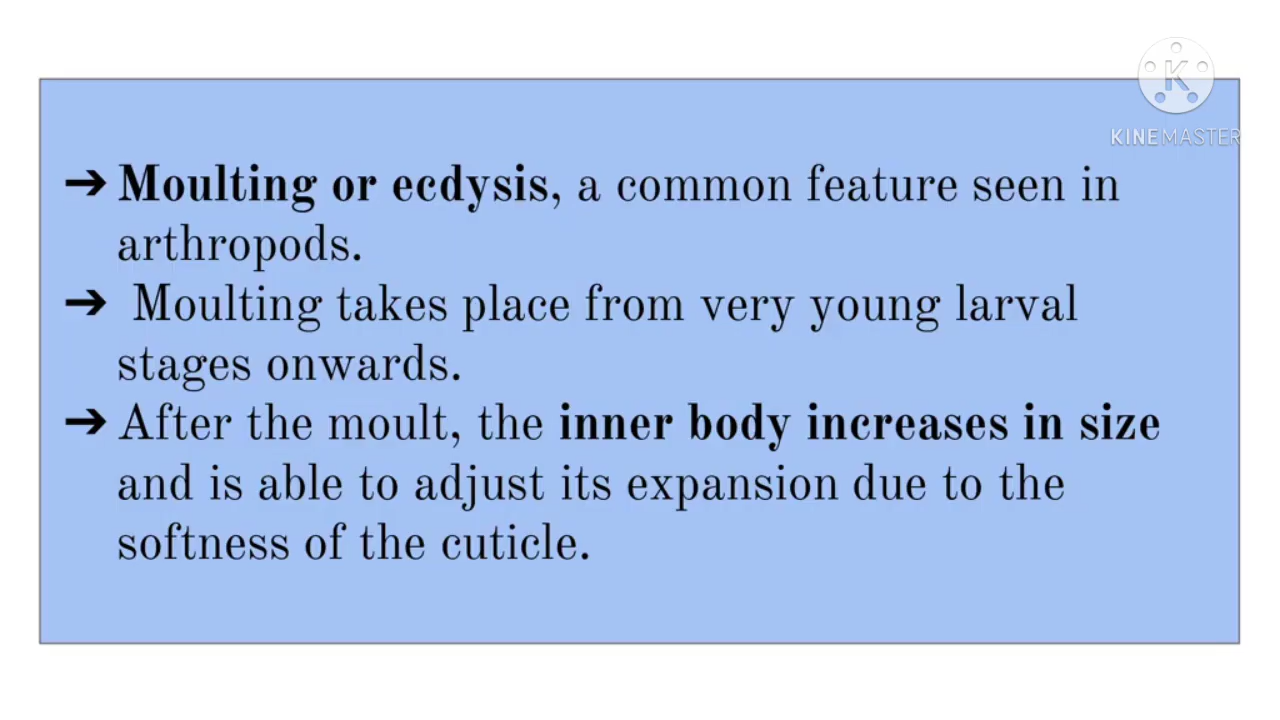 K
KINEMASTER
➔ Moulting or ecdysis, a common feature seen in
arthropods.
➔ Moulting takes place from very young larval
stages onwards.
➔ After the moult, the inner body increases in size
and is able to adjust its expansion due to the
softness of the cuticle.